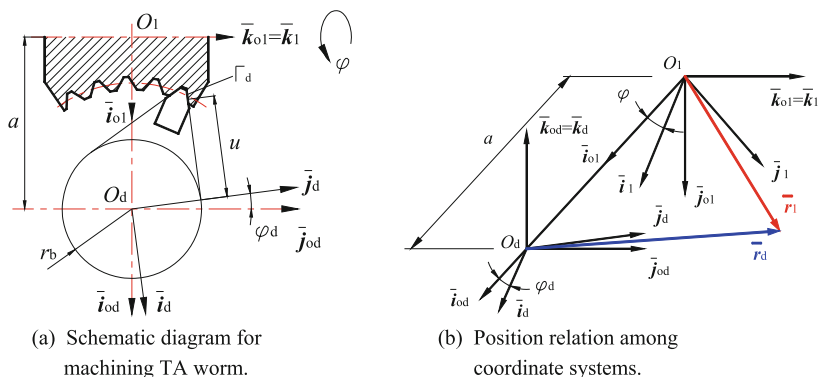 O₁
k̄ₒ₁=k̄₁
φ
Γd
a
īₒ₁
u
Od
j̄d
φd
j̄od
rb
īod
īd
(a) Schematic diagram for
machining TA worm.
O₁
k̄ₒ₁=k̄₁
φ
a
k̄od=k̄d
īₒ₁
ī₁
j̄ₒ₁
j̄₁
r̄₁
j̄d
Od
r̄d
j̄od
φd
īod
īd
(b) Position relation among
coordinate systems.